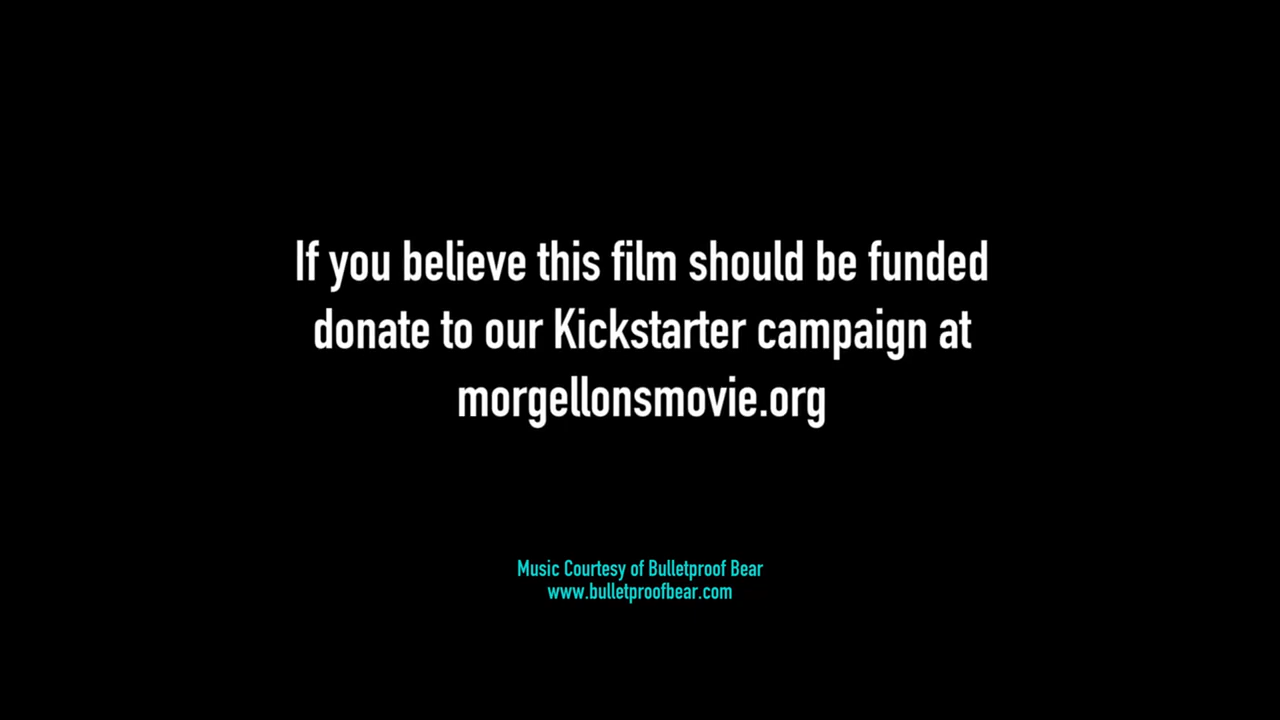 If you believe this film should be funded
donate to our Kickstarter campaign at
morgellonsmovie.org
Music Courtesy of Bulletproof Bear
www.bulletproofbear.com